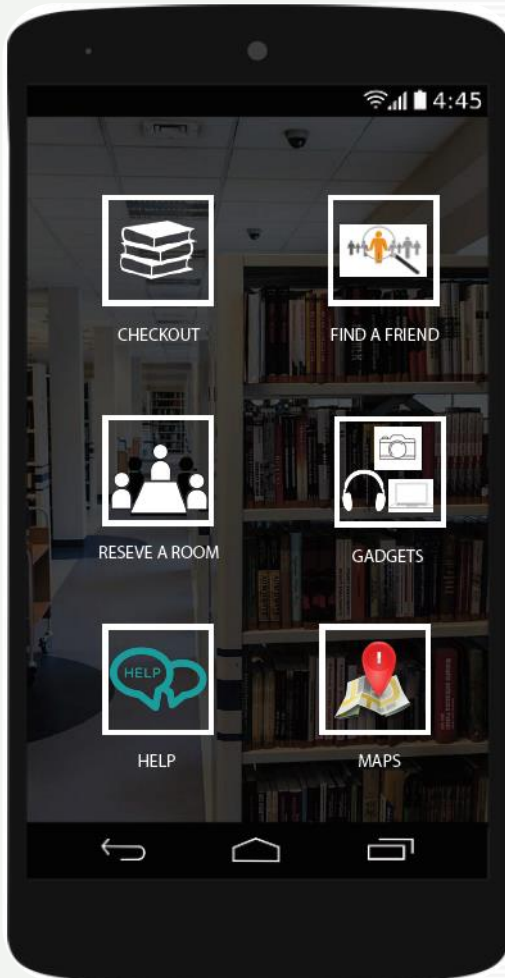 4:45
CHECKOUT
FIND A FRIEND
RESEVE A ROOM
GADGETS
HELP
HELP
MAPS